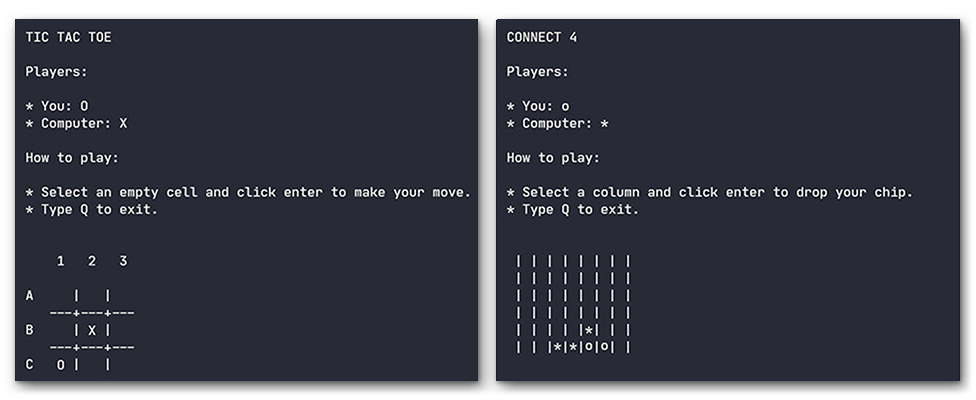 TIC TAC TOE
Players:
* You: O
* Computer: X
How to play:
* Select an empty cell and click enter to make your move.
* Type Q to exit.
    1   2   3
A     |   |
   ---+---+---
B     | X |
   ---+---+---
C   O |   |
CONNECT 4
Players:
* You: o
* Computer: *
How to play:
* Select a column and click enter to drop your chip.
* Type Q to exit.
| | | | | | | |
| | | | | | | |
| | | | | | | |
| | | | | | | |
| | | | |*| | |
| | |*|*|o|o| |